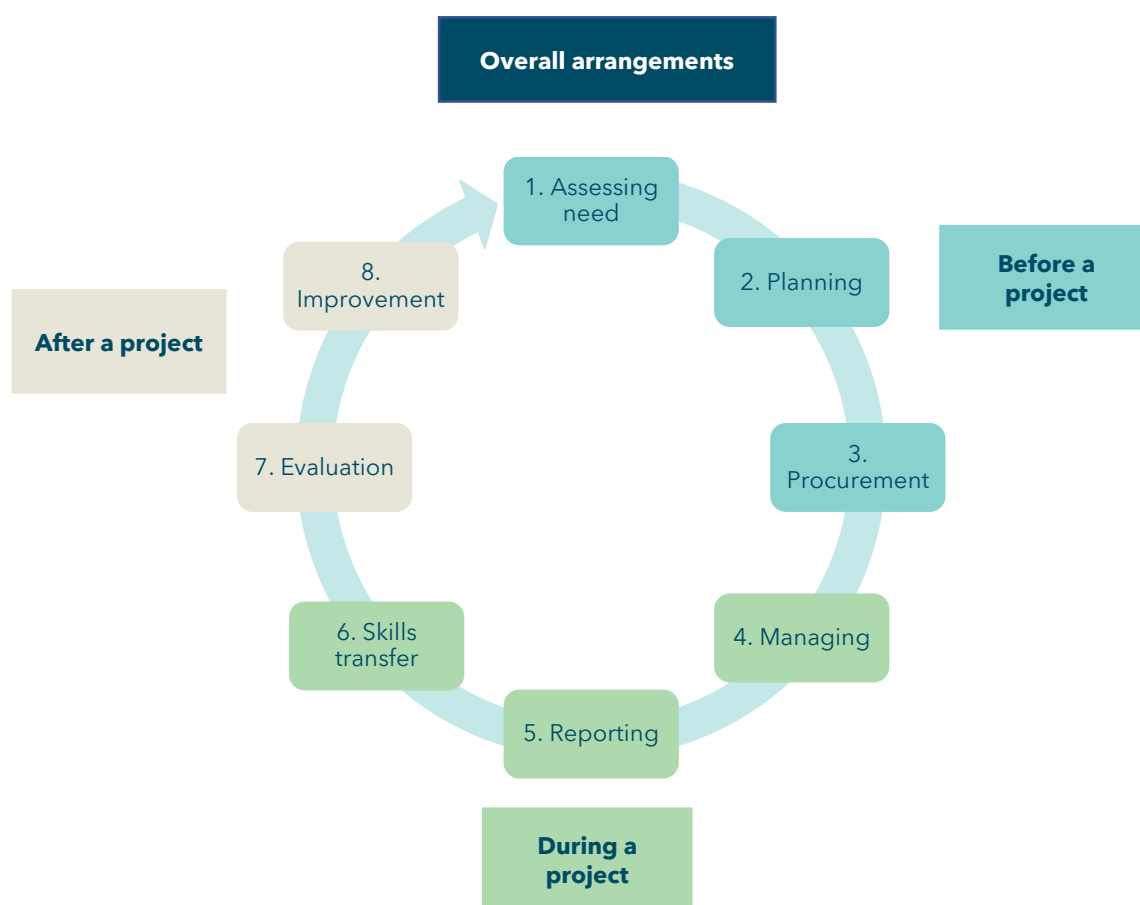 Overall arrangements
1. Assessing
need
2. Planning
Before a
project
3.
Procurement
4. Managing
5. Reporting
During a
project
6. Skills
transfer
7. Evaluation
After a project
8.
Improvement